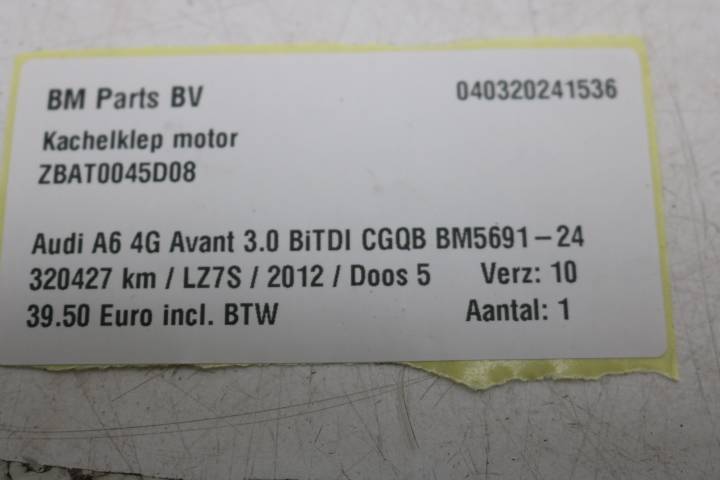 BM Parts BV 040320241536
Kachelklep motor
ZBAT0045D08
Audi A6 4G Avant 3.0 BiTDI CGQB BM5691-24
320427 km / LZ7S / 2012 / Doos 5 Verz: 10
39.50 Euro incl. BTW Aantal: 1